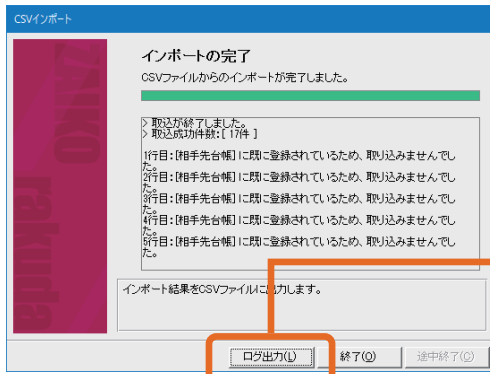 CSVインポート
インポートの完了
CSVファイルからのインポートが完了しました。
> 取込が終了しました。
> 取込成功件数:[ 17件 ]
1行目:[相手先台帳]に既に登録されているため、取り込みませんでし
た。
2行目:[相手先台帳]に既に登録されているため、取り込みませんでし
た。
3行目:[相手先台帳]に既に登録されているため、取り込みませんでし
た。
4行目:[相手先台帳]に既に登録されているため、取り込みませんでし
た。
5行目:[相手先台帳]に既に登録されているため、取り込みませんでし
た。
インポート結果をCSVファイルに出力します。
ZAIKO rakuda
ログ出力(L)
終了(O)
途中終了(C)